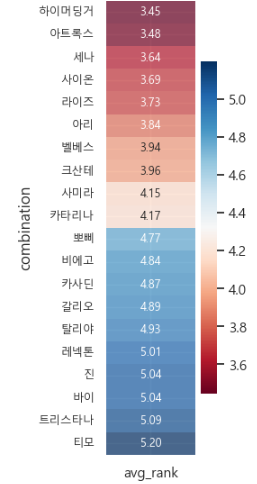 하이머딩거 3.45
아트록스 3.48
세나 3.64
사이온 3.69
라이즈 3.73
아리 3.84
벨베스 3.94
크산테 3.96
사미라 4.15
카타리나 4.17
뽀삐 4.77
비에고 4.84
카사딘 4.87
갈리오 4.89
탈리야 4.93
레넥톤 5.01
진 5.04
바이 5.04
트리스타나 5.09
티모 5.20
combination
avg_rank
5.0
4.8
4.6
4.4
4.2
4.0
3.8
3.6